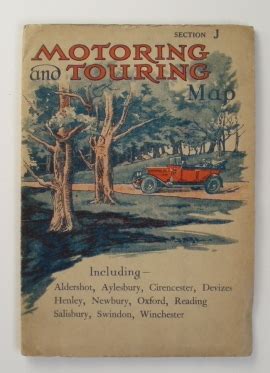 SECTION J
MOTORING
and TOURING
Map
Including—
Aldershot, Aylesbury, Cirencester, Devizes
Henley, Newbury, Oxford, Reading
Salisbury, Swindon, Winchester